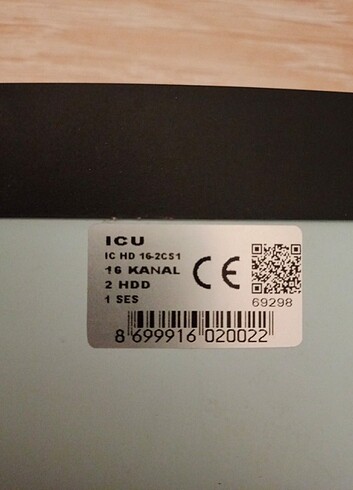 ICU
IC HD 16-2CS1
16 KANAL
2 HDD
1 SES
CE
69298
8 699916 020022